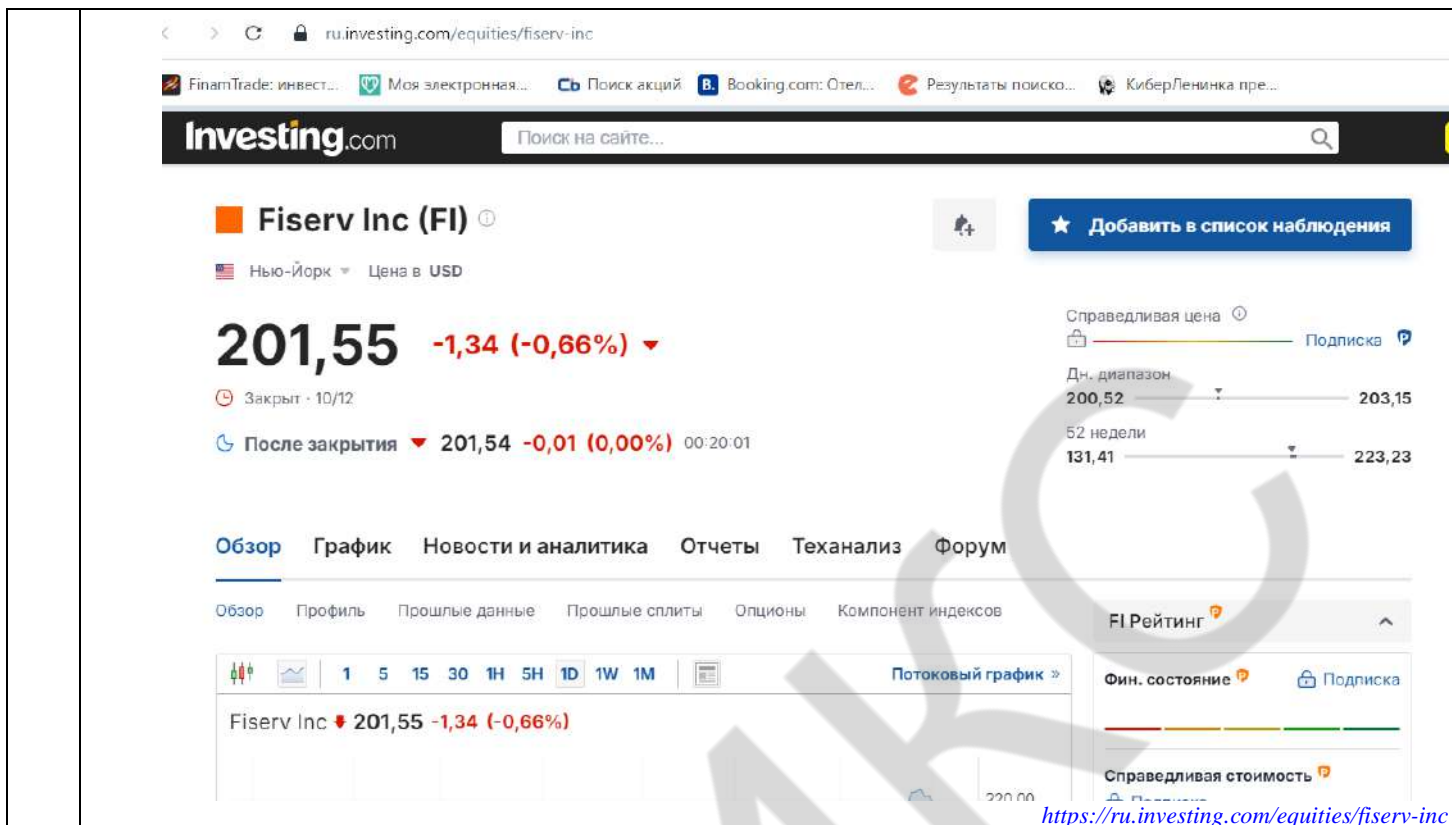 ru.investing.com/equities/fiserv-inc
FinamTrade: инвест... Моя электронная... Сь Поиск акций B. Booking.com: Отел... Результаты поиско... КиберЛенинка пре...
Investing.com Поиск на сайте...
Fiserv Inc (FI)
Добавить в список наблюдения
Нью-Йорк Цена в USD
201,55 -1,34 (-0,66%)
Справедливая цена
Подписка
Закрыт · 10/12
Дн. диапазон
200,52 203,15
После закрытия 201,54 -0,01 (0,00%) 00:20:01
52 недели
131,41 223,23
Обзор График Новости и аналитика Отчеты Теханализ Форум
Обзор Профиль Прошлые данные Прошлые сплиты Опционы Компонент индексов
FI Рейтинг
1 5 15 30 1H 5H 1D 1W 1M Потоковый график »
Фин. состояние Подписка
Fiserv Inc 201,55 -1,34 (-0,66%)
Справедливая стоимость
220,00
https://ru.investing.com/equities/fiserv-inc
МКС